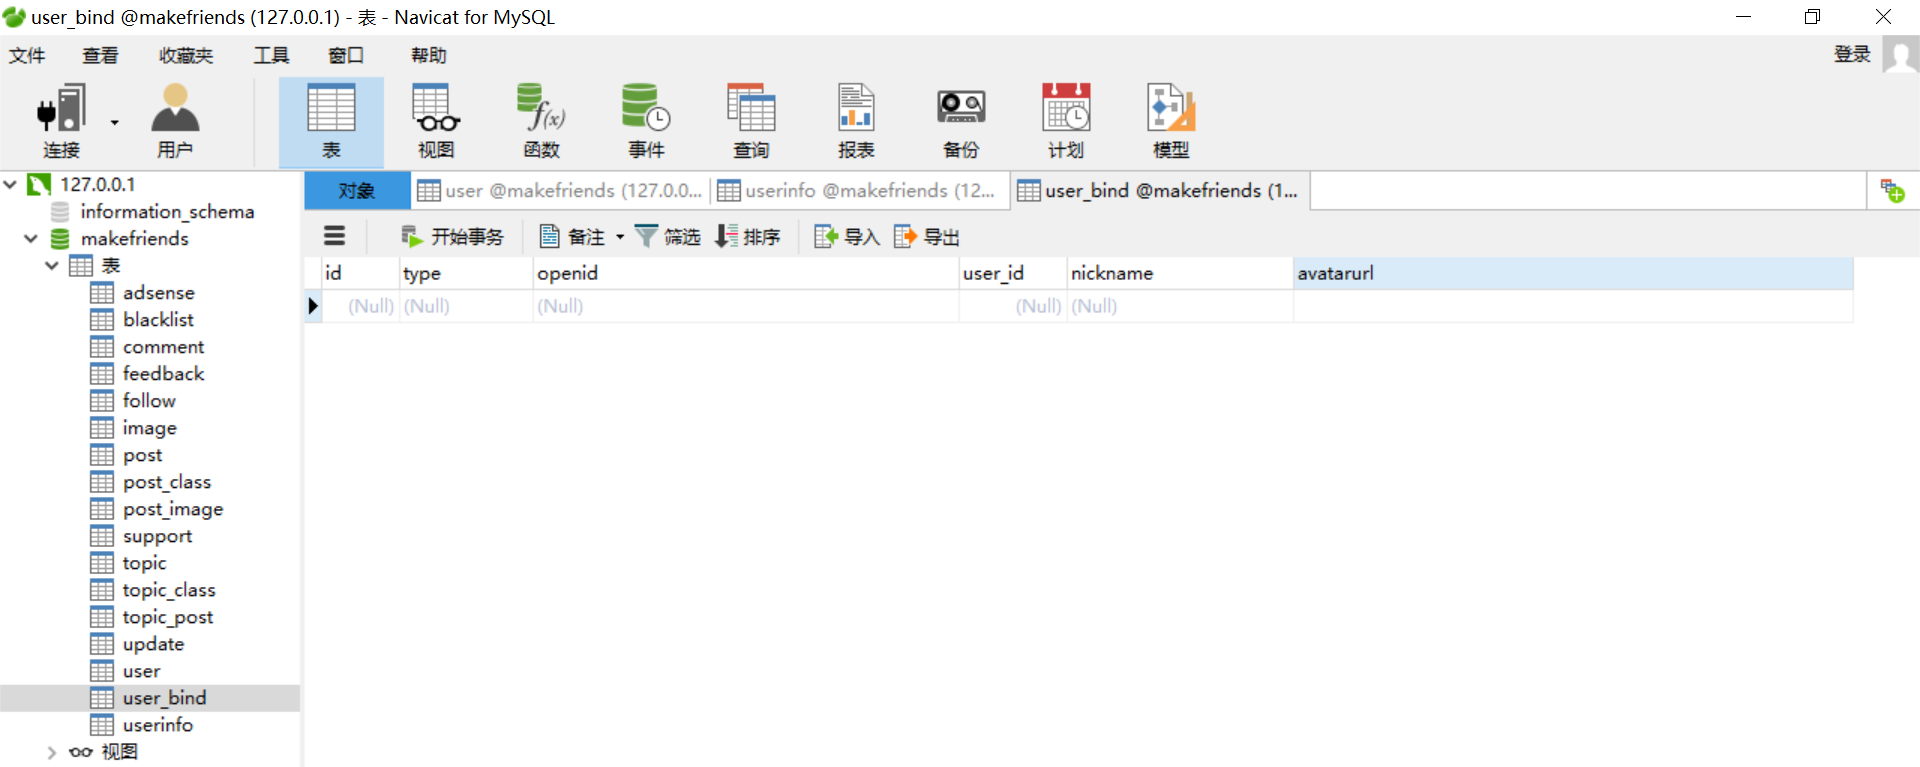 user_bind @makefriends (127.0.0.1) - 表 - Navicat for MySQL
文件 查看 收藏夹 工具 窗口 帮助 登录
连接 用户 表 视图 函数 事件 查询 报表 备份 计划 模型
对象 user @makefriends (127.0.0... userinfo @makefriends (12... user_bind @makefriends (1...
开始事务 备注 筛选 排序 导入 导出
id type openid user_id nickname avatarurl
(Null) (Null) (Null) (Null) (Null)
127.0.0.1
information_schema
makefriends
表
adsense
blacklist
comment
feedback
follow
image
post
post_class
post_image
support
topic
topic_class
topic_post
update
user
user_bind
userinfo
视图